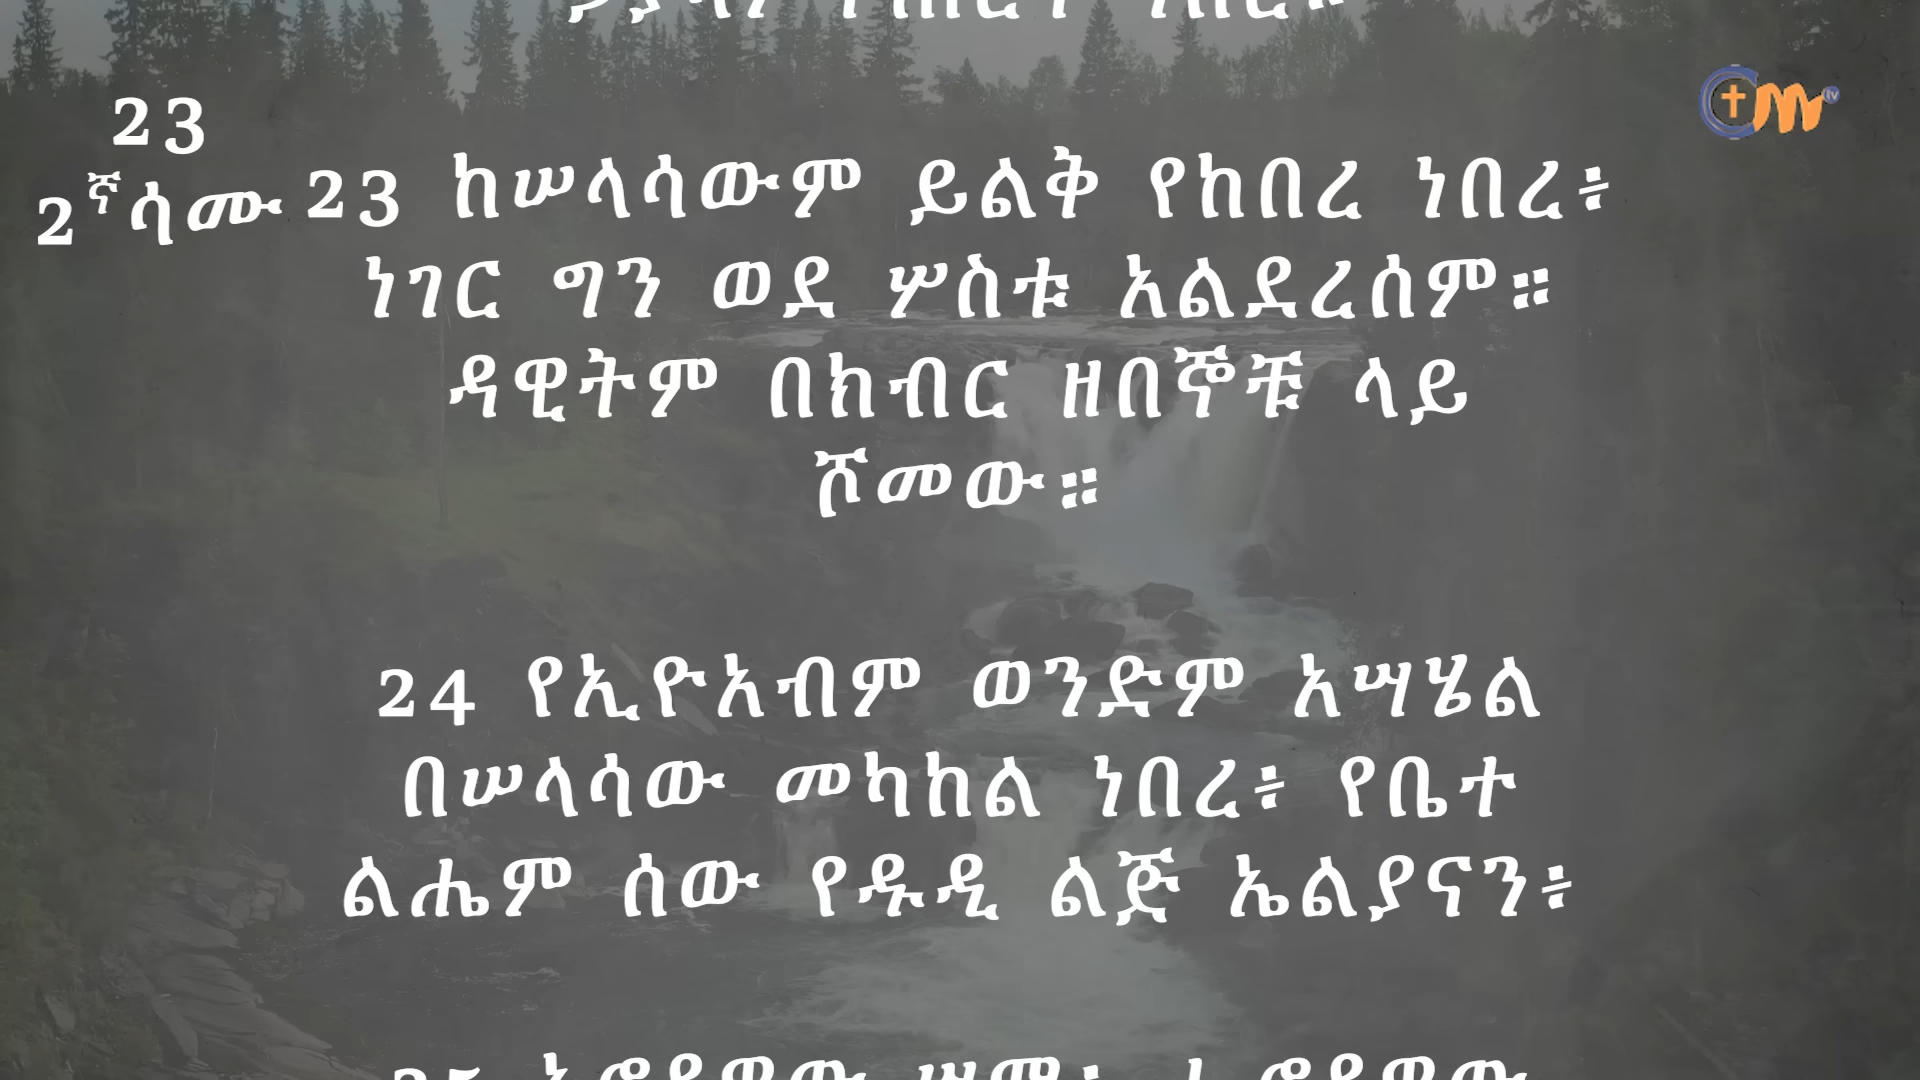 23
2ኛሳሙ
23 ከሠላሳውም ይልቅ የከበረ ነበረ፥
ነገር ግን ወደ ሦስቱ አልደረሰም።
ዳዊትም በክብር ዘበኞቹ ላይ
ሾመው።
24 የኢዮአብም ወንድም አሣሄል
በሠላሳው መካከል ነበረ፥ የቤተ
ልሔም ሰው የዱዲ ልጅ ኤልያናን፥
tv